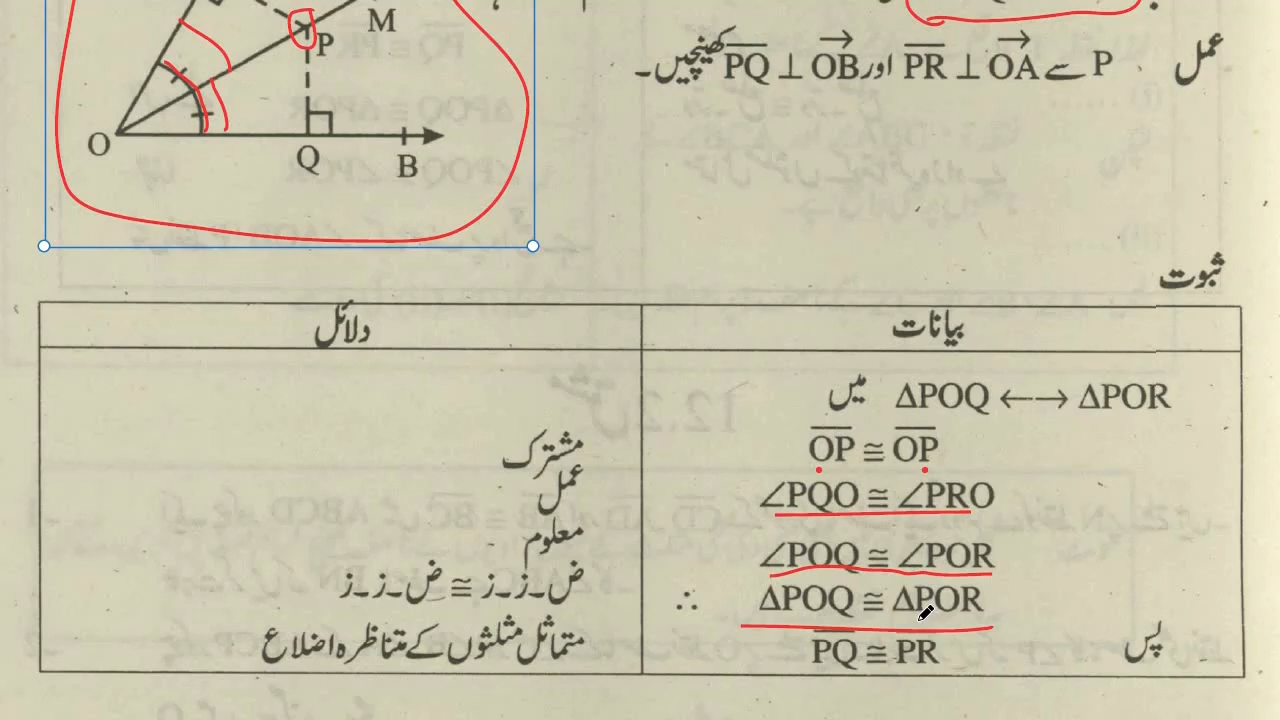 M
P
O
Q
B
عمل P سے PR ⊥ OA اور PQ ⊥ OB کھینچیں۔
ثبوت
بیانات دلائل
ΔPOQ ←→ ΔPOR میں
OP ≅ OP مشترک
∠PQO ≅ ∠PRO عمل
∠POQ ≅ ∠POR معلوم
∴ ΔPOQ ≅ ΔPOR ض۔ز۔ز ≅ ض۔ز۔ز
پس PQ ≅ PR متماثل مثلثوں کے متناظرہ اضلاع